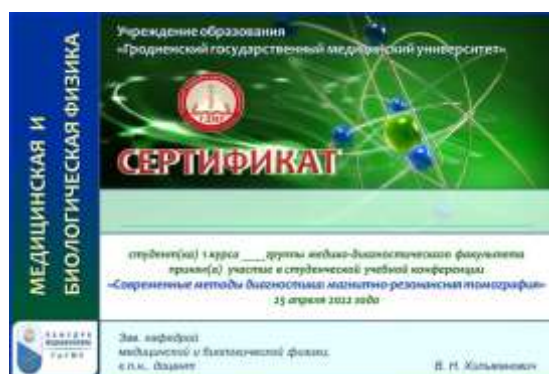 Учреждение образования
«Гродненский государственный медицинский университет»
МЕДИЦИНСКАЯ И
БИОЛОГИЧЕСКАЯ ФИЗИКА
СЕРТИФИКАТ
студент(ка) 1 курса ____группы медико-диагностического факультета
принял(а) участие в студенческой учебной конференции
«Современные методы диагностики: магнитно-резонансная томография»
25 апреля 2012 года
Зав. кафедрой
медицинской и биологической физики,
к.п.н., доцент
В. Н. Хильманович